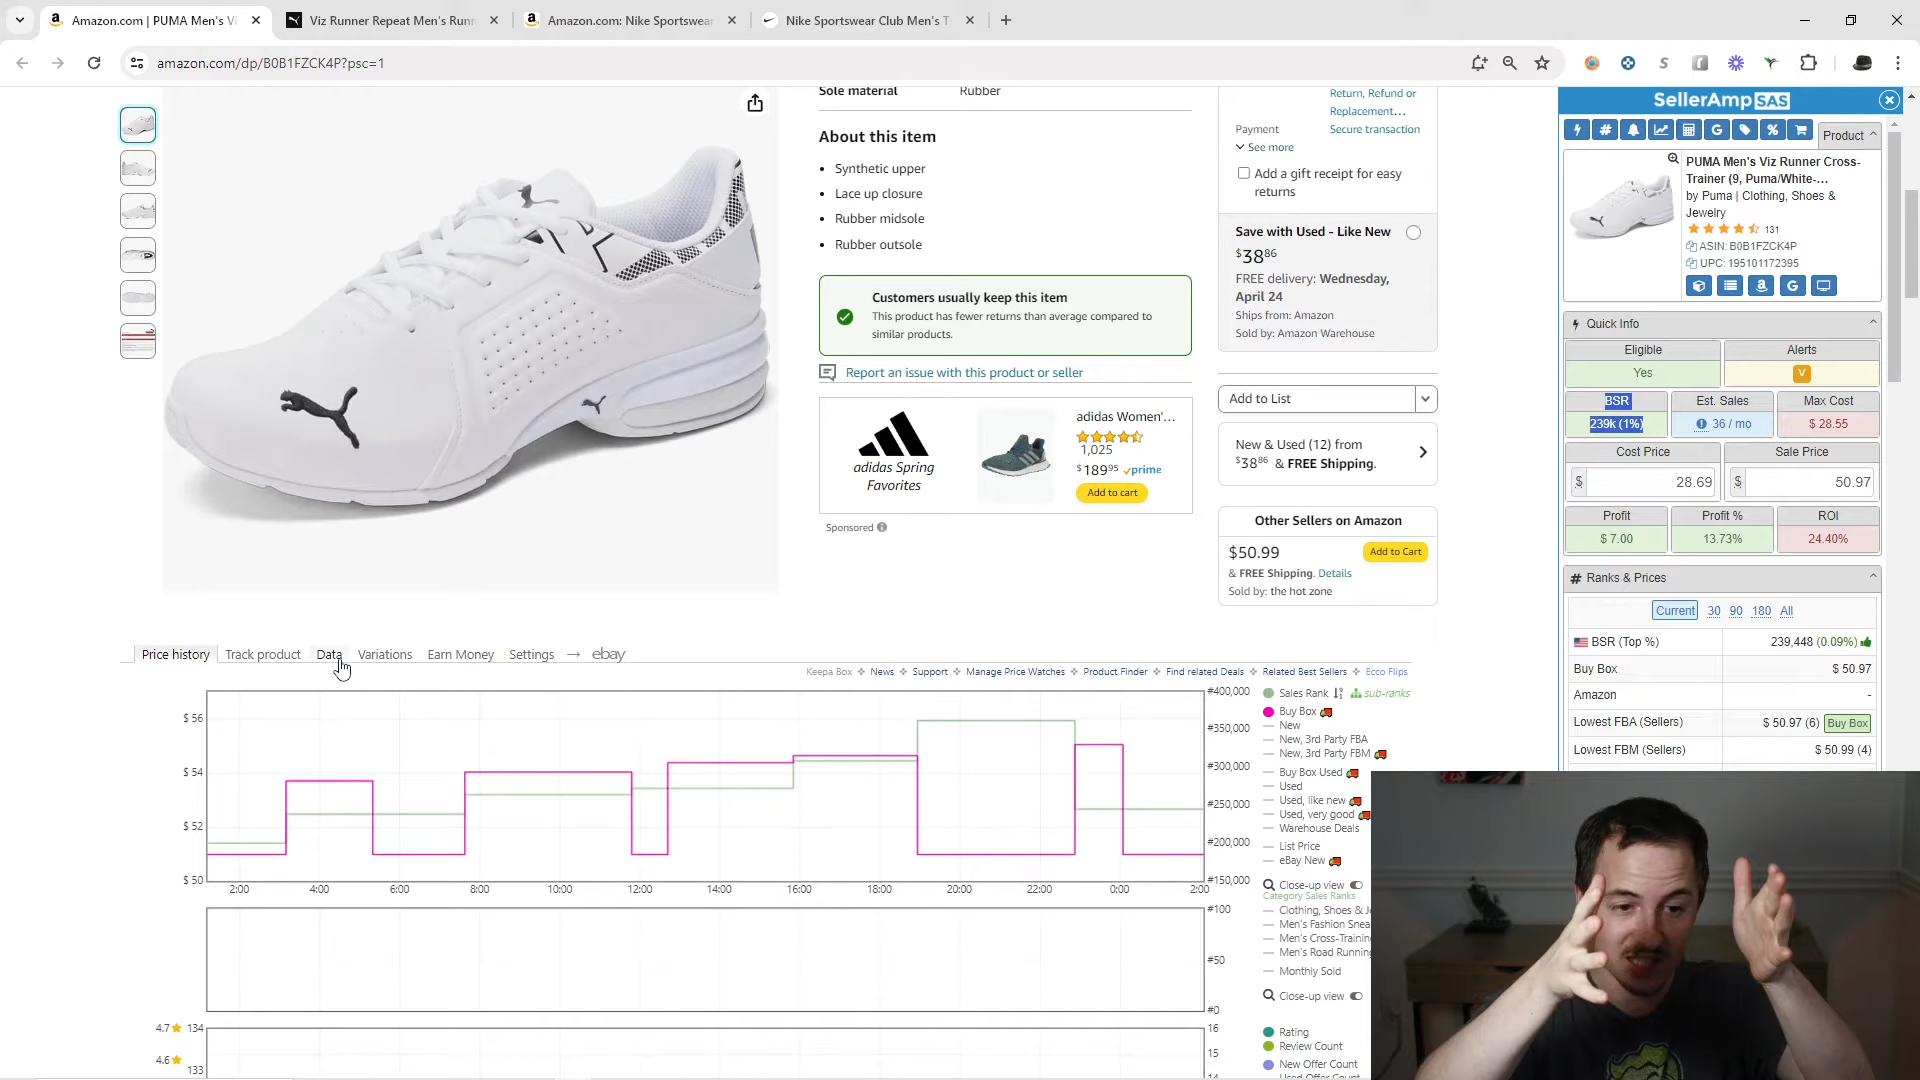 Amazon.com | PUMA Men's Vi
Viz Runner Repeat Men's Runn
Amazon.com: Nike Sportswear
Nike Sportswear Club Men's T
amazon.com/dp/B0B1FZCK4P?psc=1
Sole material Rubber
About this item
Synthetic upper
Lace up closure
Rubber midsole
Rubber outsole
Customers usually keep this item
This product has fewer returns than average compared to
similar products.
Report an issue with this product or seller
adidas Spring
Favorites
adidas Women'...
1,025
$189.95 prime
Add to cart
Sponsored
Return, Refund or
Replacement...
Payment Secure transaction
See more
Add a gift receipt for easy
returns
Save with Used - Like New
$38.86
FREE delivery: Wednesday,
April 24
Ships from: Amazon
Sold by: Amazon Warehouse
Add to List
New & Used (12) from
$38.86 & FREE Shipping.
Other Sellers on Amazon
$50.99 Add to Cart
& FREE Shipping. Details
Sold by: the hot zone
Price history Track product Data Variations Earn Money Settings → ebay
Keepa Box News Support Manage Price Watches Product Finder Find related Deals Related Best Sellers Ecco Flips
$ 56
$ 54
$ 52
$ 50
#400,000
#350,000
#300,000
#250,000
#200,000
#150,000
2:00 4:00 6:00 8:00 10:00 12:00 14:00 16:00 18:00 20:00 22:00 0:00 2:00
Sales Rank sub-ranks
Buy Box
New
New, 3rd Party FBA
New, 3rd Party FBM
Buy Box Used
Used
Used, like new
Used, very good
Warehouse Deals
List Price
eBay New
Close-up view
Category Sales Ranks
Clothing, Shoes & J
Men's Fashion Snea
Men's Cross-Trainin
Men's Road Running
Monthly Sold
Close-up view
#100
#50
#0
4.7 134
4.6
133
16
15
14
Rating
Review Count
New Offer Count
Used Offer Count
SellerAmp SAS
Product
PUMA Men's Viz Runner Cross-
Trainer (9, Puma/White-...
by Puma | Clothing, Shoes &
Jewelry
131
ASIN: B0B1FZCK4P
UPC: 195101172395
Quick Info
Eligible Alerts
Yes V
BSR Est. Sales Max Cost
239k (1%) 36 / mo $ 28.55
Cost Price Sale Price
$ 28.69 $ 50.97
Profit Profit % ROI
$ 7.00 13.73% 24.40%
# Ranks & Prices
Current 30 90 180 All
BSR (Top %) 239,448 (0.09%)
Buy Box $ 50.97
Amazon -
Lowest FBA (Sellers) $ 50.97 (6) Buy Box
Lowest FBM (Sellers) $ 50.99 (4)